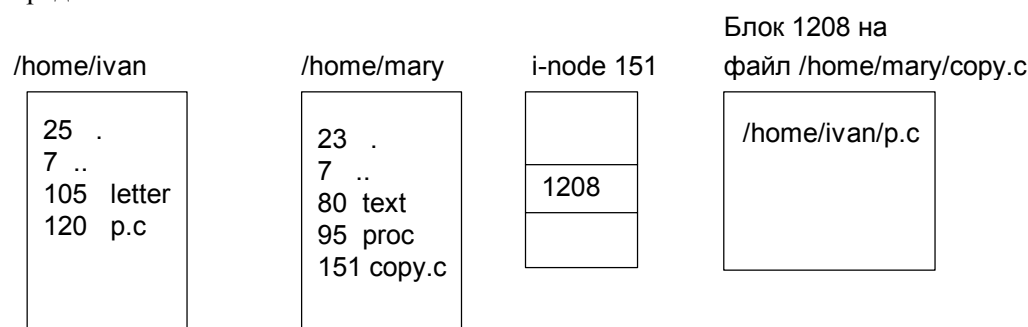 Блок 1208 на
/home/ivan /home/mary i-node 151 файл /home/mary/copy.c
25 .
7 ..
105 letter
120 p.c
23 .
7 ..
80 text
95 proc
151 copy.c
1208
/home/ivan/p.c